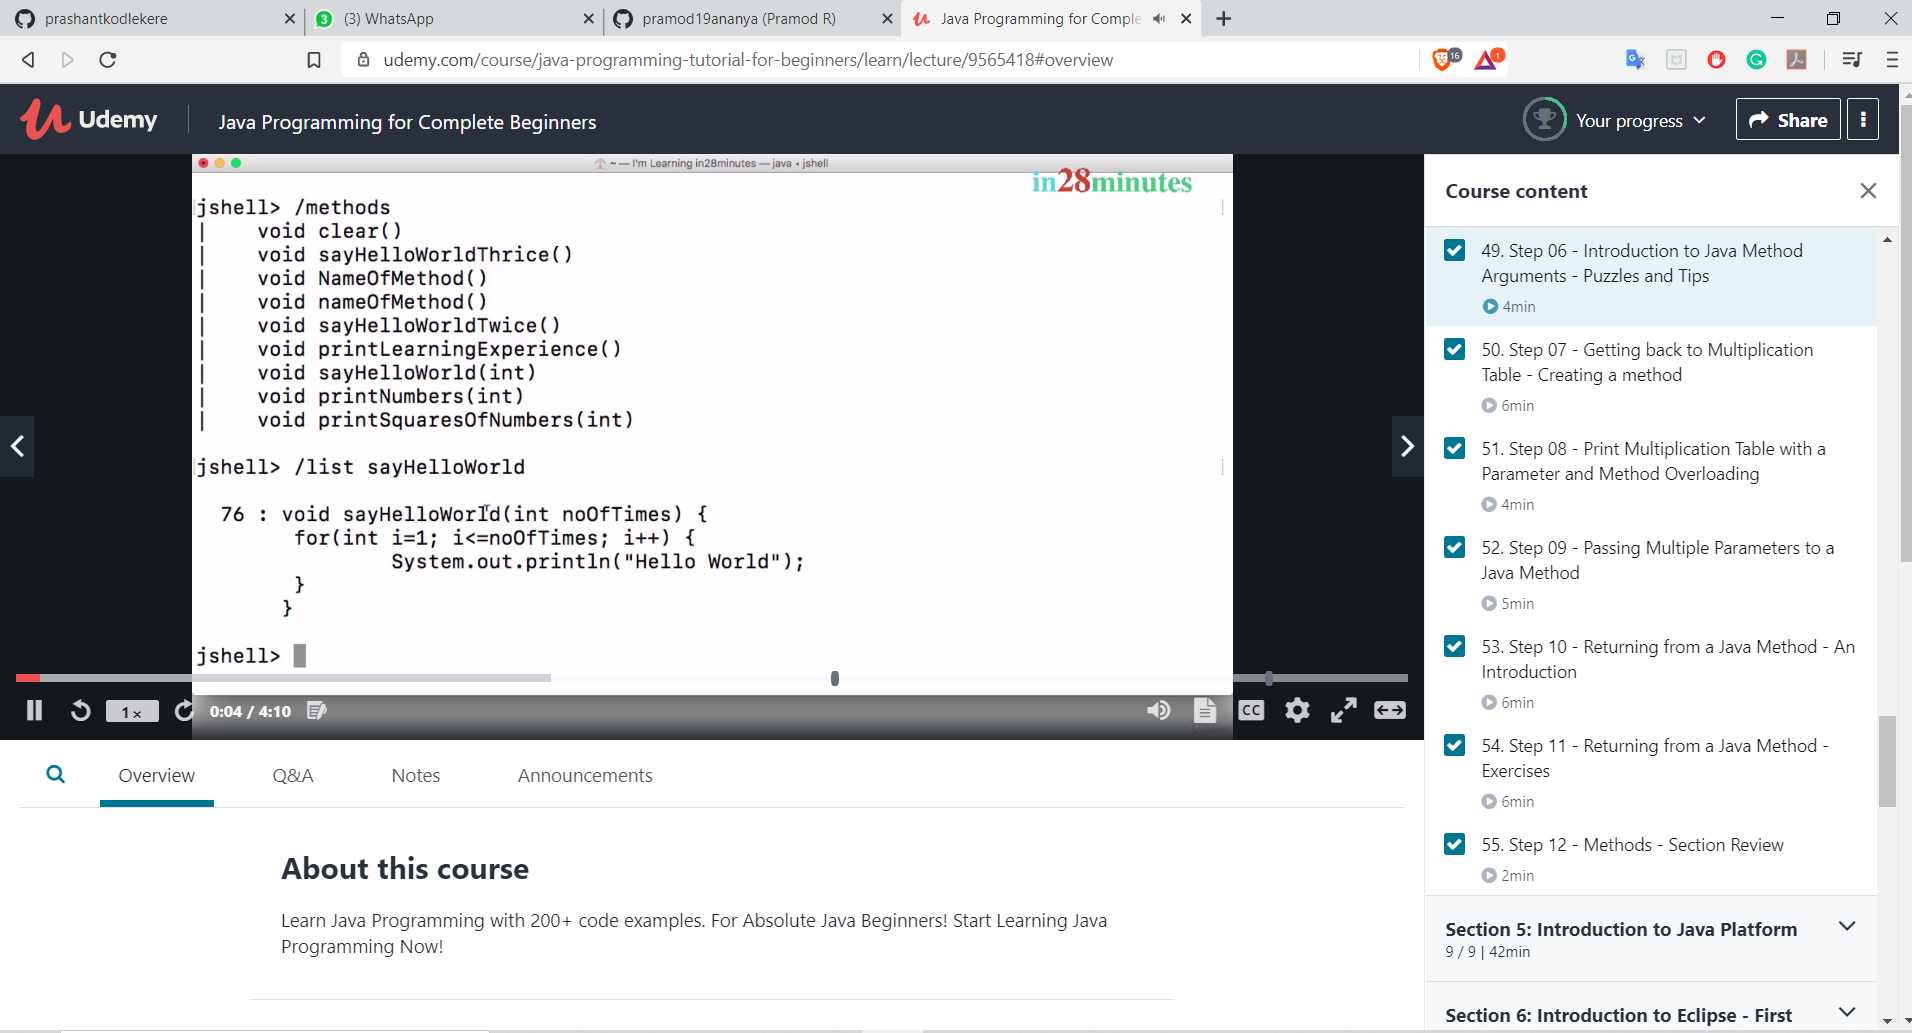 prashantkodlekere
3 (3) WhatsApp
pramod19ananya (Pramod R)
Java Programming for Comple
udemy.com/course/java-programming-tutorial-for-beginners/learn/lecture/9565418#overview
16
1
Udemy
Java Programming for Complete Beginners
Your progress
Share
~ — I'm Learning in28minutes — java • jshell
in28minutes
jshell> /methods
|    void clear()
|    void sayHelloWorldThrice()
|    void NameOfMethod()
|    void nameOfMethod()
|    void sayHelloWorldTwice()
|    void printLearningExperience()
|    void sayHelloWorld(int)
|    void printNumbers(int)
|    void printSquaresOfNumbers(int)
jshell> /list sayHelloWorld
76 : void sayHelloWorld(int noOfTimes) {
for(int i=1; i<=noOfTimes; i++) {
System.out.println("Hello World");
}
}
jshell>
1x
0:04 / 4:10
CC
Course content
49. Step 06 - Introduction to Java Method
Arguments - Puzzles and Tips
4min
50. Step 07 - Getting back to Multiplication
Table - Creating a method
6min
51. Step 08 - Print Multiplication Table with a
Parameter and Method Overloading
4min
52. Step 09 - Passing Multiple Parameters to a
Java Method
5min
53. Step 10 - Returning from a Java Method - An
Introduction
6min
54. Step 11 - Returning from a Java Method -
Exercises
6min
55. Step 12 - Methods - Section Review
2min
Section 5: Introduction to Java Platform
9 / 9 | 42min
Section 6: Introduction to Eclipse - First
Overview
Q&A
Notes
Announcements
About this course
Learn Java Programming with 200+ code examples. For Absolute Java Beginners! Start Learning Java
Programming Now!